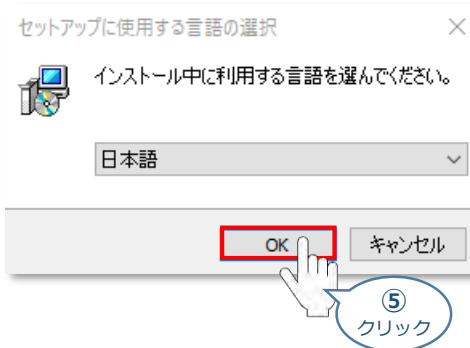 セットアップに使用する言語の選択
インストール中に利用する言語を選んでください。
日本語
OK
キャンセル
⑤
クリック